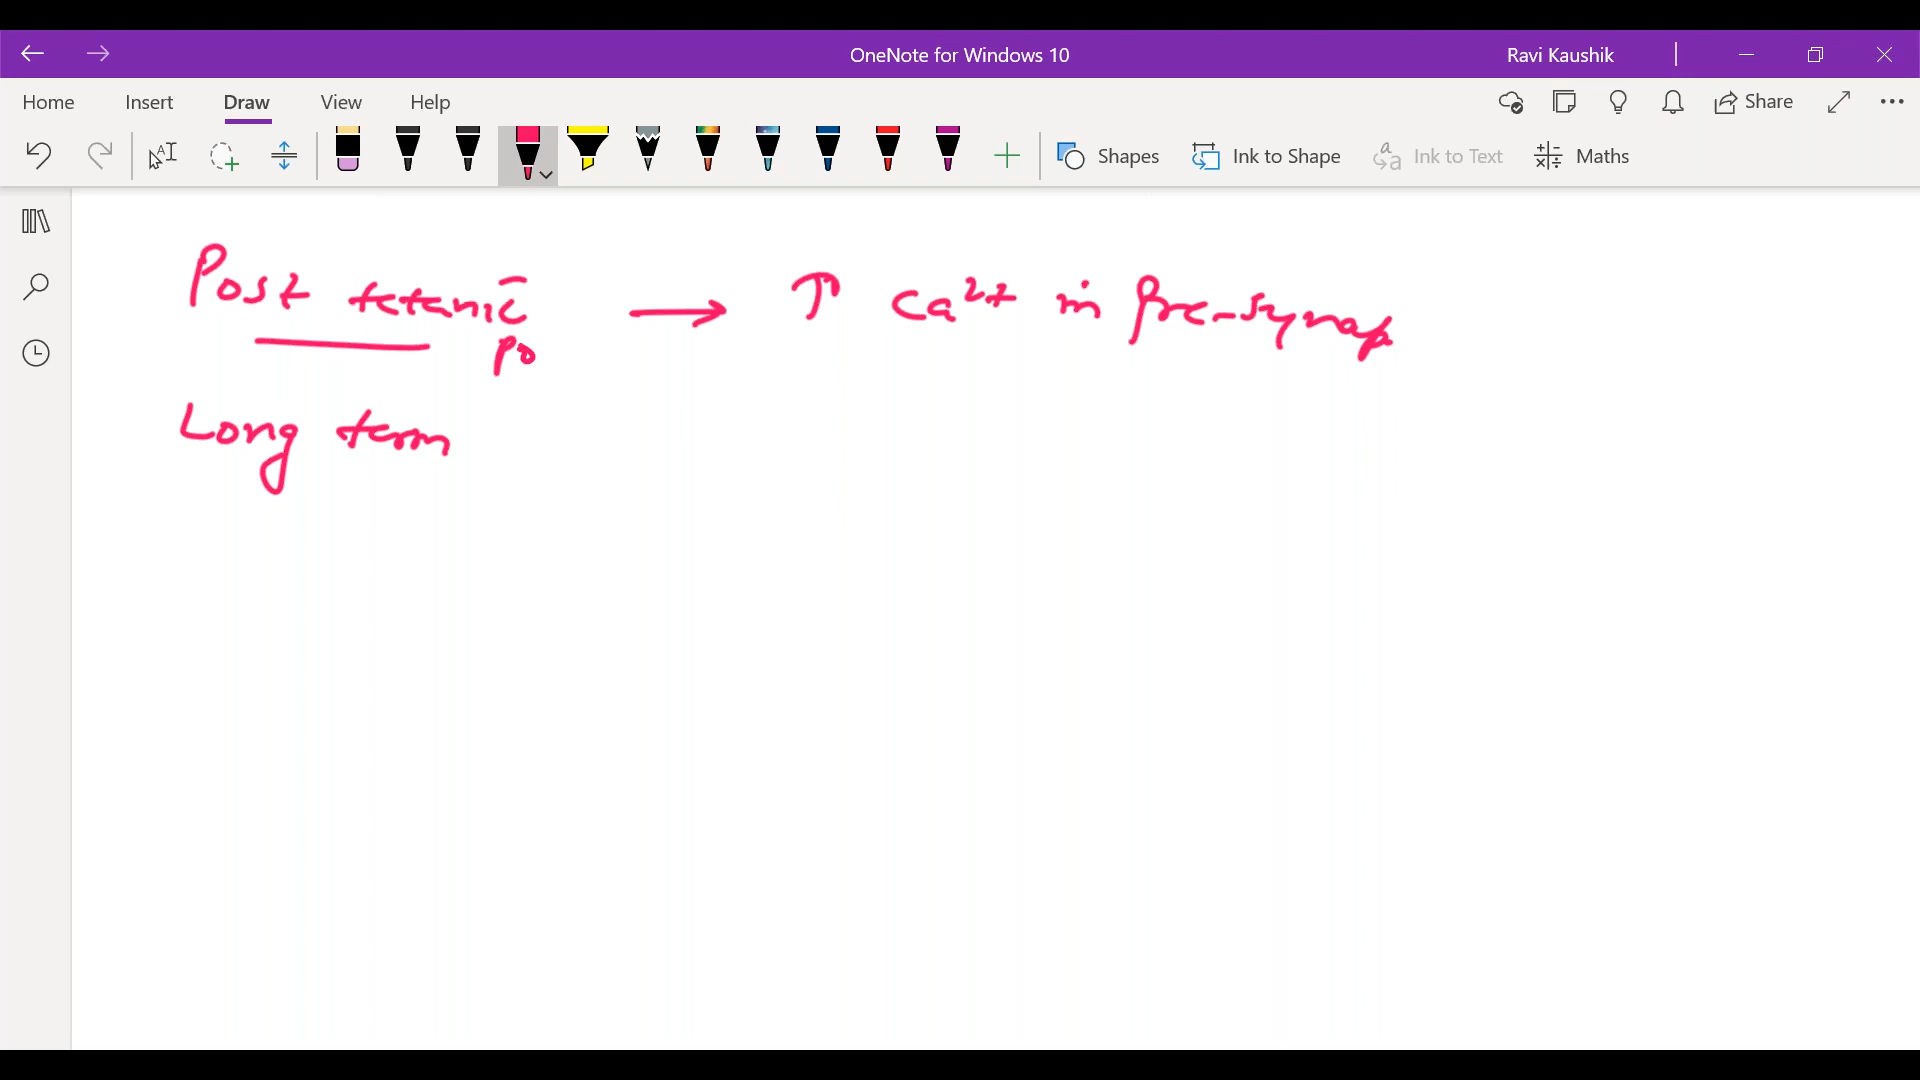 OneNote for Windows 10
Ravi Kaushik
Home Insert Draw View Help
Share
Shapes Ink to Shape Ink to Text Maths
Post tetanic → ↑ Ca²⁺ in Pre-synap
Po
Long term